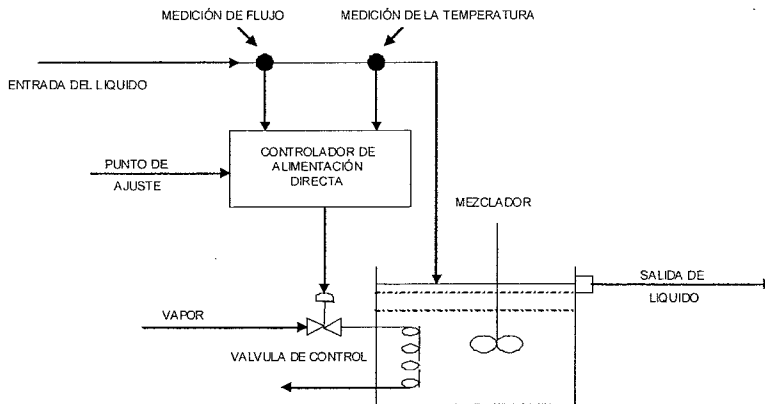 MEDICIÓN DE FLUJO
MEDICIÓN DE LA TEMPERATURA
ENTRADA DEL LIQUIDO
CONTROLADOR DE
ALIMENTACIÓN
DIRECTA
PUNTO DE
AJUSTE
MEZCLADOR
SALIDA DE
LIQUIDO
VAPOR
VALVULA DE CONTROL